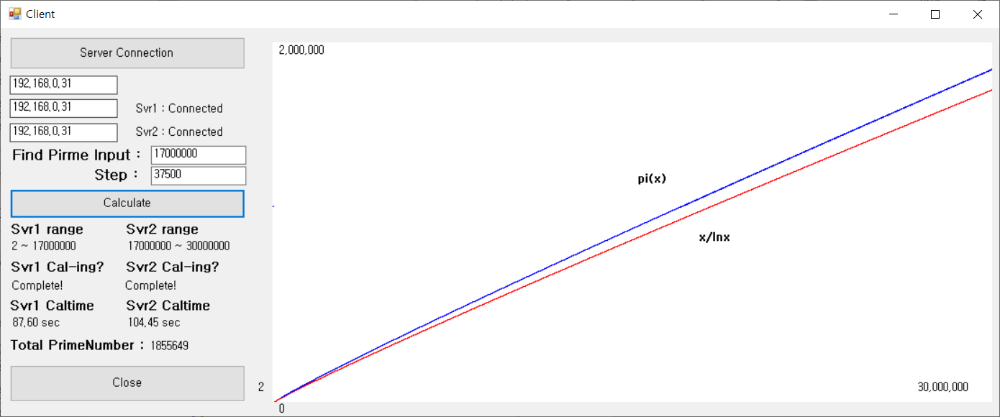 Client
Server Connection
192,168,0,31
192,168,0,31
Svr1 : Connected
192,168,0,31
Svr2 : Connected
Find Pirme Input :
17000000
Step :
37500
Calculate
Svr1 range
Svr2 range
2 ~ 17000000
17000000 ~ 30000000
Svr1 Cal-ing?
Svr2 Cal-ing?
Complete!
Complete!
Svr1 Caltime
Svr2 Caltime
87,60 sec
104,45 sec
Total PrimeNumber : 1855649
Close
2,000,000
pi(x)
x/lnx
2
30,000,000
0